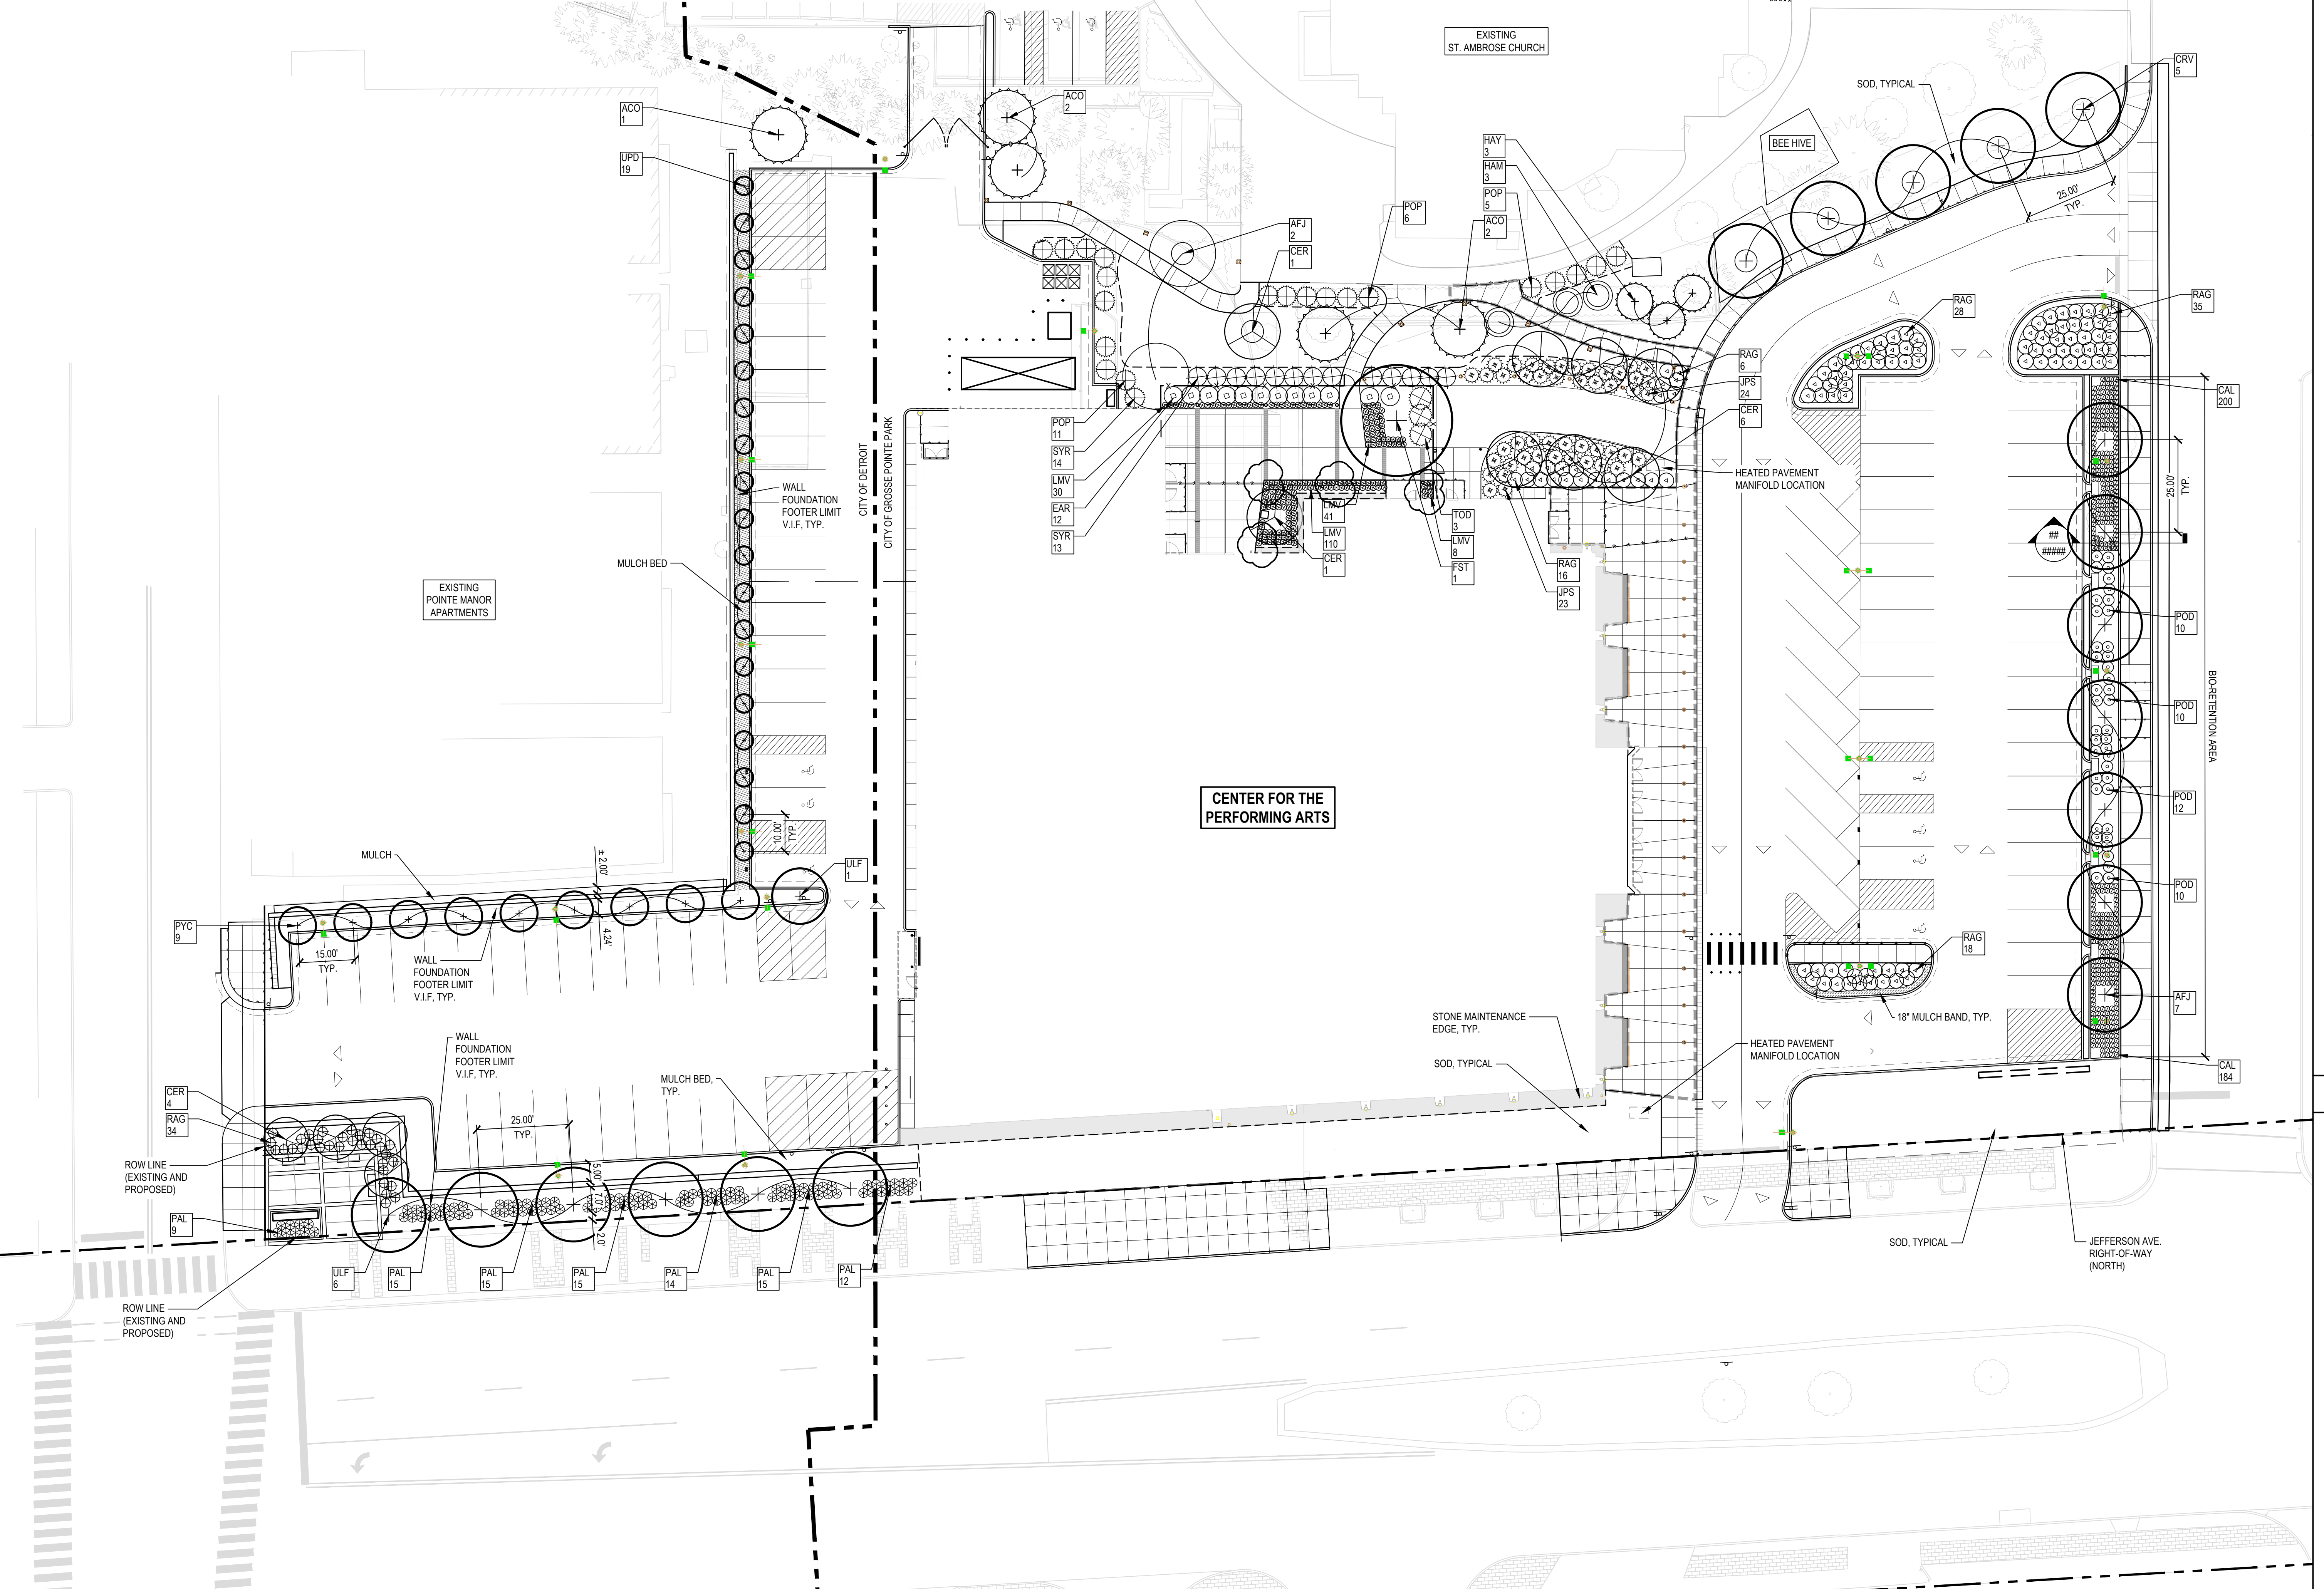 EXISTING
ST. AMBROSE CHURCH
CRV
5
SOD, TYPICAL
ACO
1
ACO
2
BEE HIVE
HAY
3
HAM
3
POP
5
ACO
2
UPD
19
25.00'
TYP.
POP
6
AFJ
2
CER
1
RAG
28
RAG
35
RAG
6
JPS
24
CER
6
CAL
200
POP
11
SYR
14
LMV
30
EAR
12
SYR
13
CITY OF DETROIT
CITY OF GROSSE POINTE PARK
WALL
FOUNDATION
FOOTER LIMIT
V.I.F, TYP.
HEATED PAVEMENT
MANIFOLD LOCATION
25.00'
TYP.
LMV
41
LMV
110
CER
1
TOD
3
LMV
8
FST
1
RAG
16
JPS
23
##
#####
MULCH BED
EXISTING
POINTE MANOR
APARTMENTS
POD
10
POD
10
BIO-RETENTION AREA
POD
12
CENTER FOR THE
PERFORMING ARTS
10.00'
TYP.
MULCH
± 2.00'
ULF
1
POD
10
PYC
9
4.24'
15.00'
TYP.
WALL
FOUNDATION
FOOTER LIMIT
V.I.F, TYP.
RAG
18
AFJ
7
18" MULCH BAND, TYP.
STONE MAINTENANCE
EDGE, TYP.
WALL
FOUNDATION
FOOTER LIMIT
V.I.F, TYP.
HEATED PAVEMENT
MANIFOLD LOCATION
SOD, TYPICAL
MULCH BED,
TYP.
CAL
184
CER
4
RAG
34
25.00'
TYP.
ROW LINE
(EXISTING AND
PROPOSED)
5.00'
7.0'
2.0'
PAL
9
SOD, TYPICAL
JEFFERSON AVE.
RIGHT-OF-WAY
(NORTH)
ULF
6
PAL
15
PAL
15
PAL
15
PAL
14
PAL
15
PAL
12
ROW LINE
(EXISTING AND
PROPOSED)